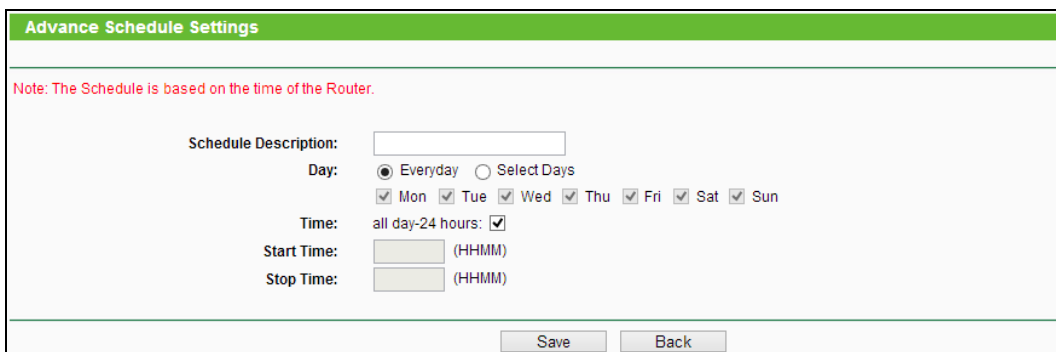 Advance Schedule Settings
Note: The Schedule is based on the time of the Router.
Schedule Description:
Day: Everyday Select Days
Mon Tue Wed Thu Fri Sat Sun
Time: all day-24 hours:
Start Time: (HHMM)
Stop Time: (HHMM)
Save Back